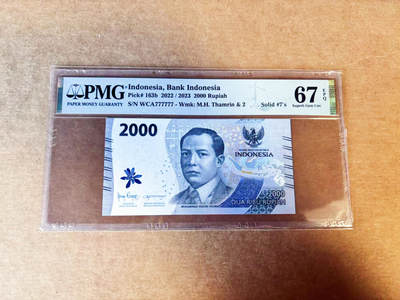 PMG
PAPER MONEY GUARANTY
Indonesia, Bank Indonesia
Pick# 163b 2022 / 2023 2000 Rupiah
S/N WCA777777 - Wmk: M.H. Thamrin & 2
Solid #7's
67 EPQ
Superb Gem Unc
2000
INDONESIA
2000
DUA RIBU RUPIAH